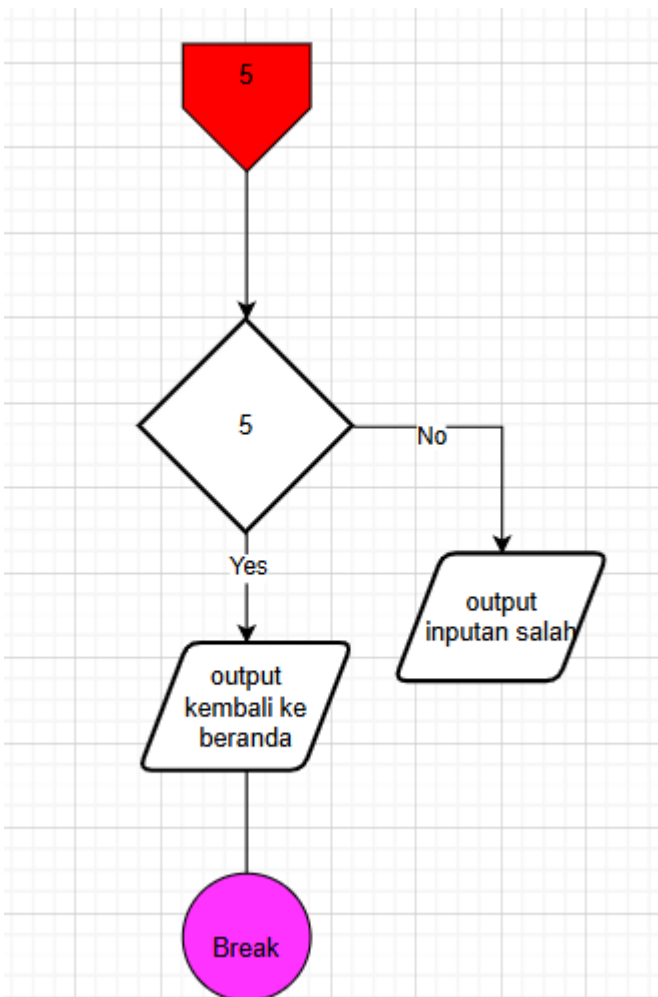 5
5
No
Yes
output
inputan salah
output
kembali ke
beranda
Break